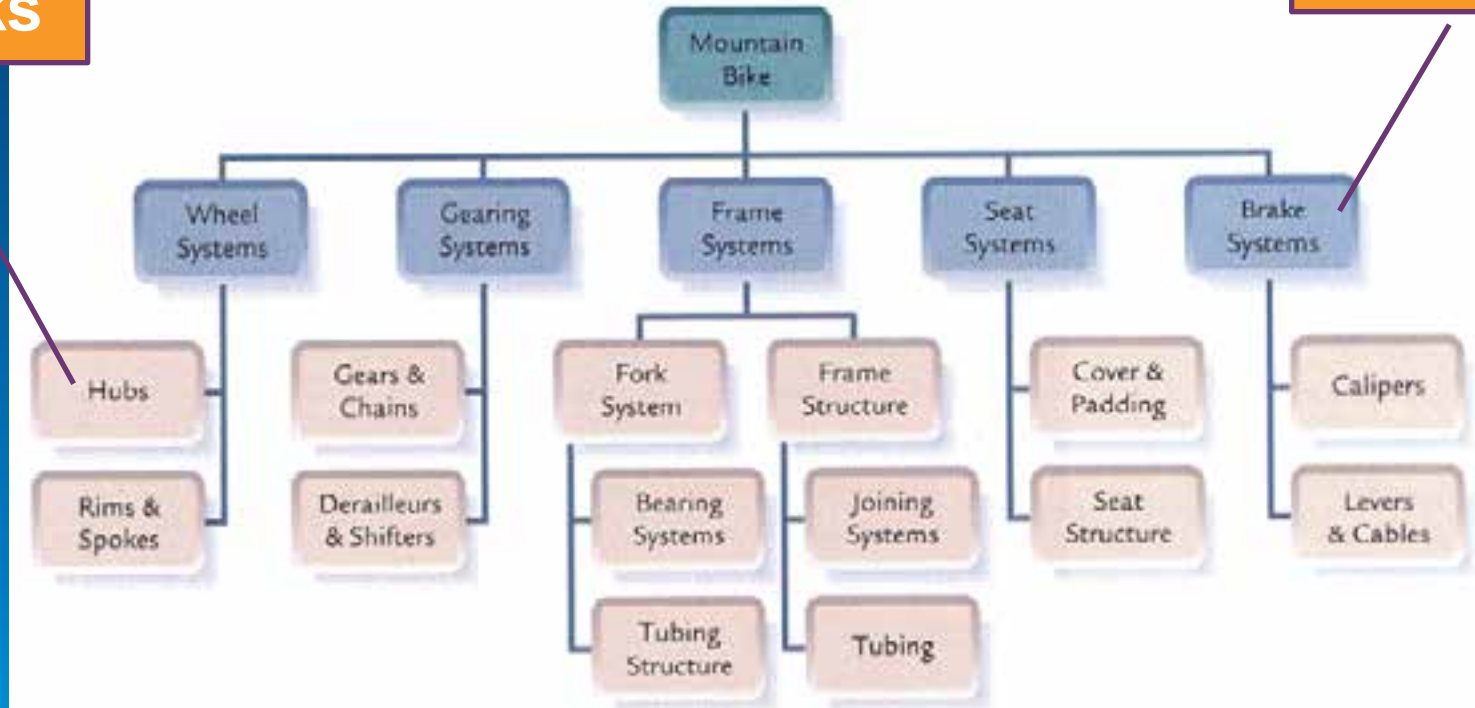 Mountain
Bike
Wheel
Systems
Gearing
Systems
Frame
Systems
Seat
Systems
Brake
Systems
Hubs
Gears &
Chains
Fork
System
Frame
Structure
Cover &
Padding
Calipers
Rims &
Spokes
Derailleurs
& Shifters
Bearing
Systems
Joining
Systems
Seat
Structure
Levers
& Cables
Tubing
Structure
Tubing